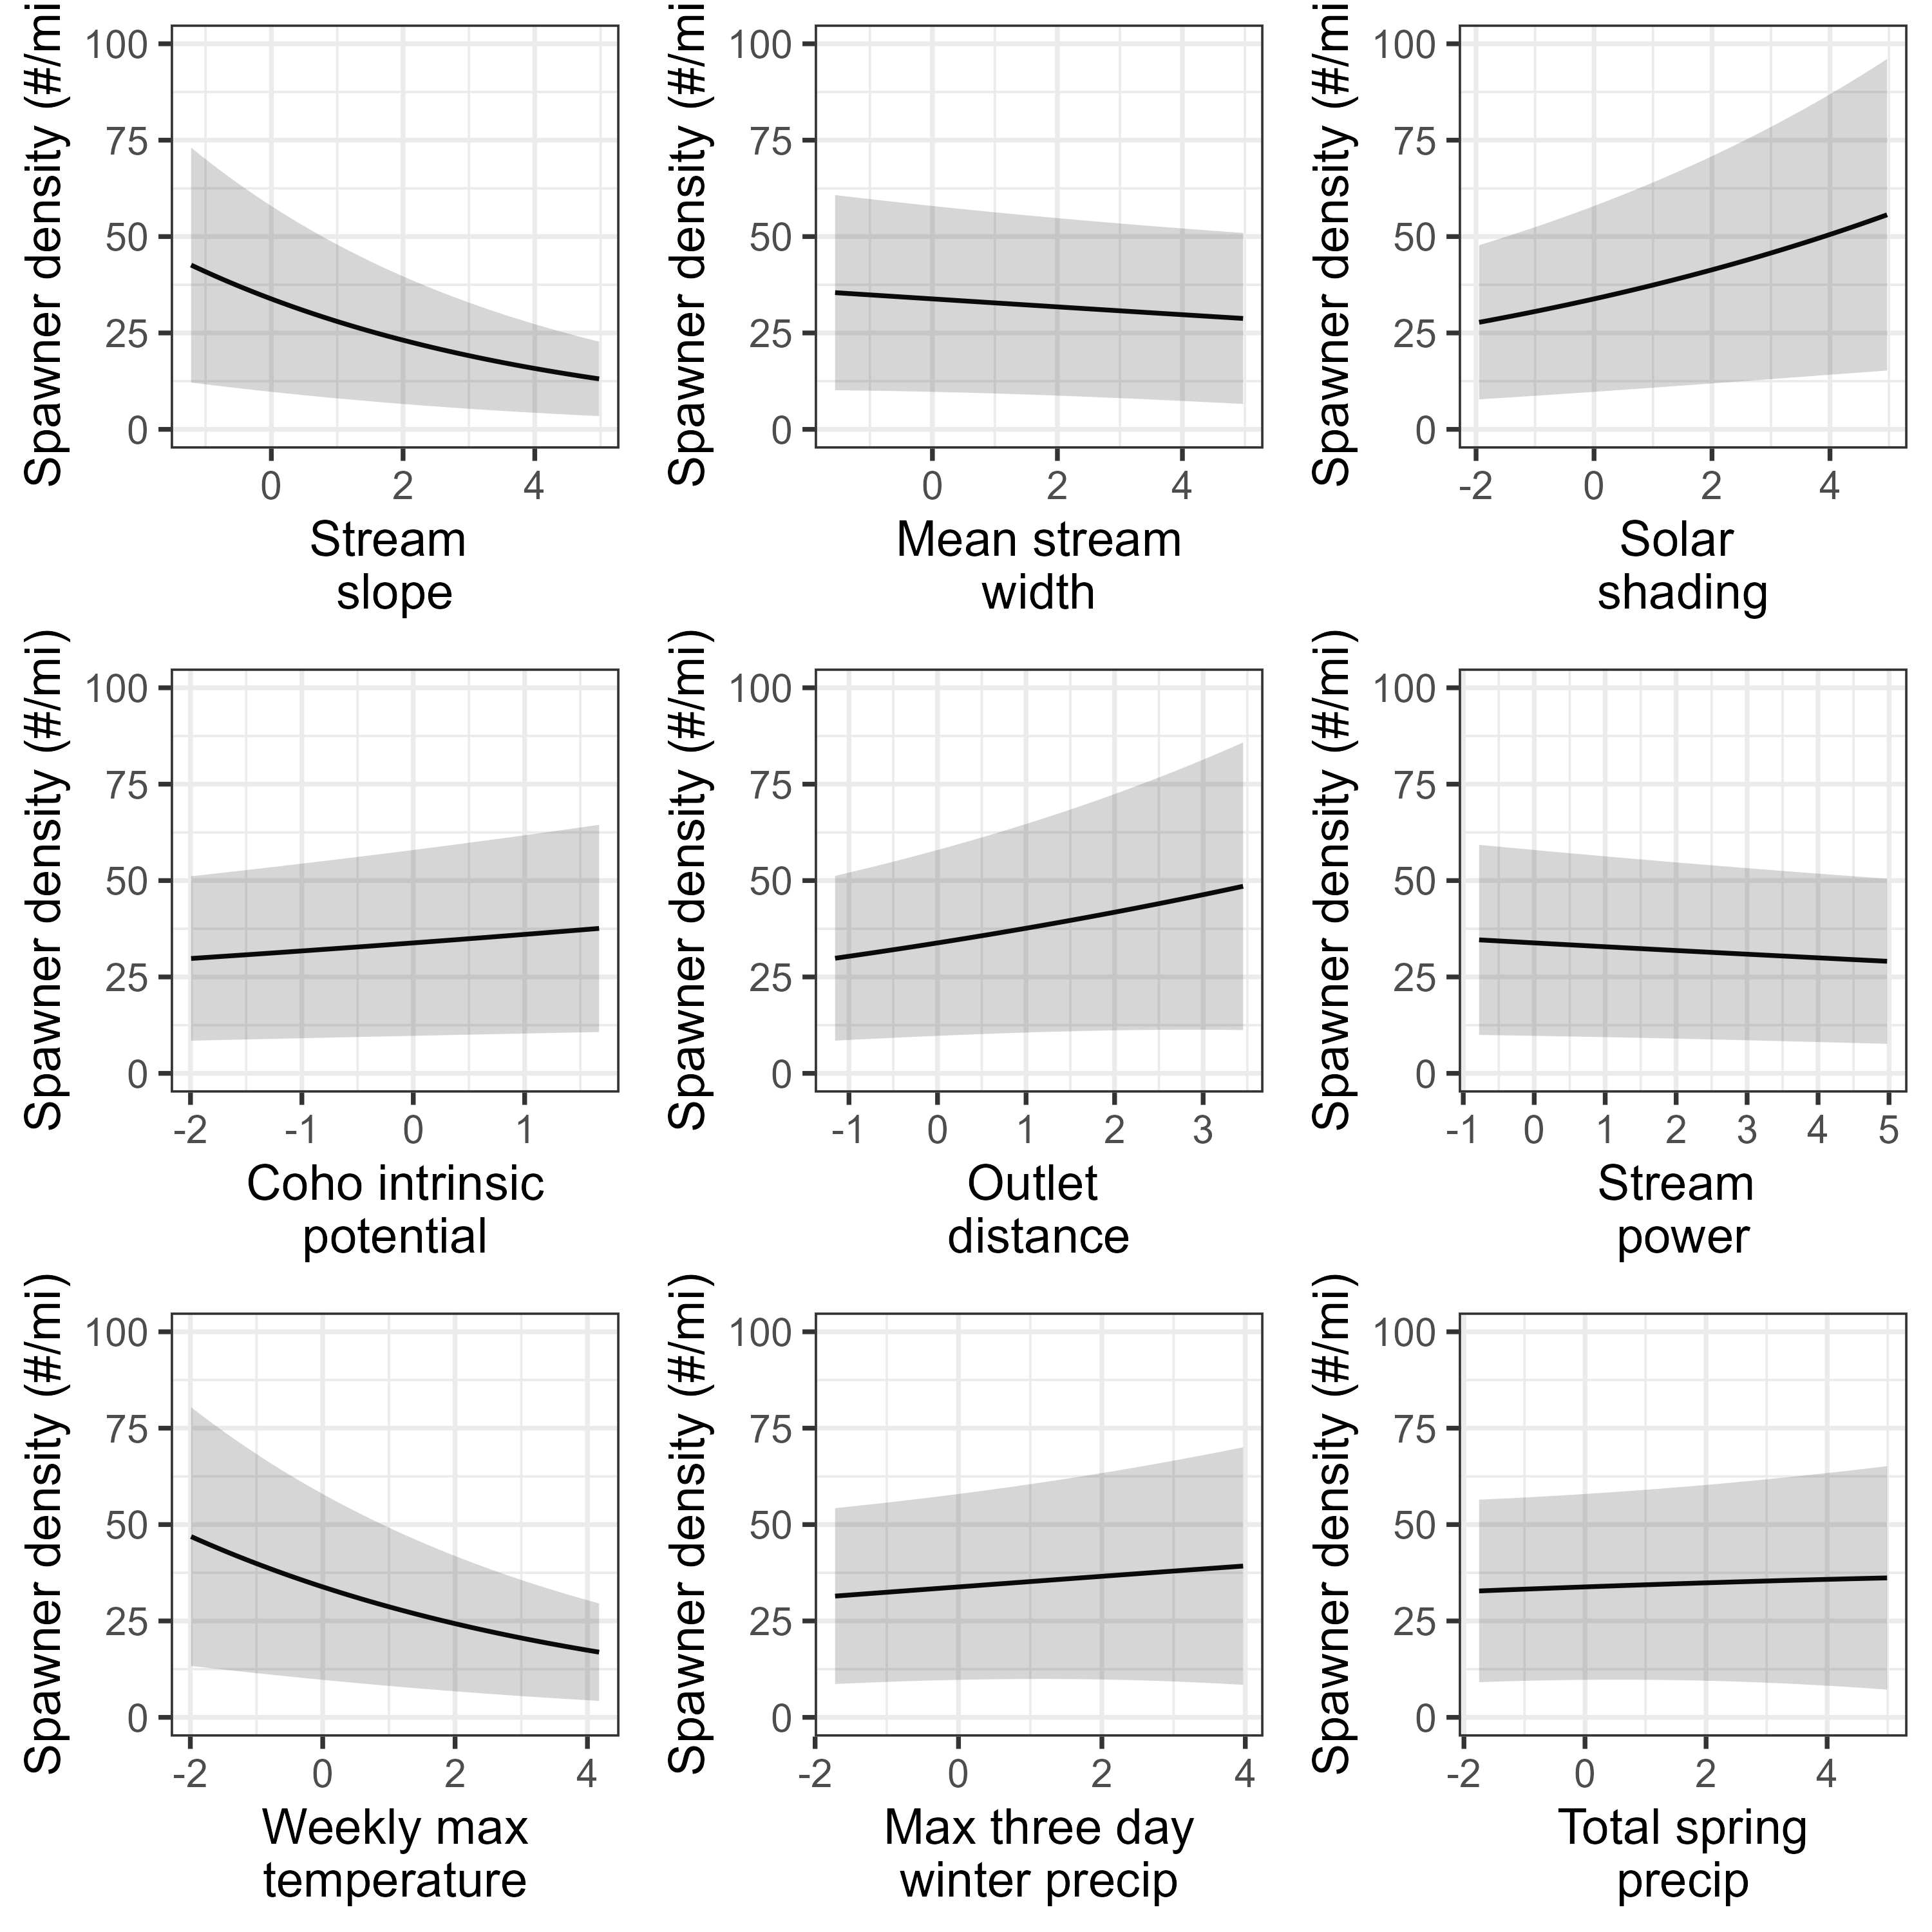 Spawner density (#/mi
100
75
50
25
0
0 2 4
Stream
slope
Spawner density (#/mi
100
75
50
25
0
0 2 4
Mean stream
width
Spawner density (#/mi
100
75
50
25
0
-2 0 2 4
Solar
shading
Spawner density (#/mi)
100
75
50
25
0
-2 -1 0 1
Coho intrinsic
potential
Spawner density (#/mi)
100
75
50
25
0
-1 0 1 2 3
Outlet
distance
Spawner density (#/mi)
100
75
50
25
0
-1 0 1 2 3 4 5
Stream
power
Spawner density (#/mi)
100
75
50
25
0
-2 0 2 4
Weekly max
temperature
Spawner density (#/mi)
100
75
50
25
0
-2 0 2 4
Max three day
winter precip
Spawner density (#/mi)
100
75
50
25
0
-2 0 2 4
Total spring
precip